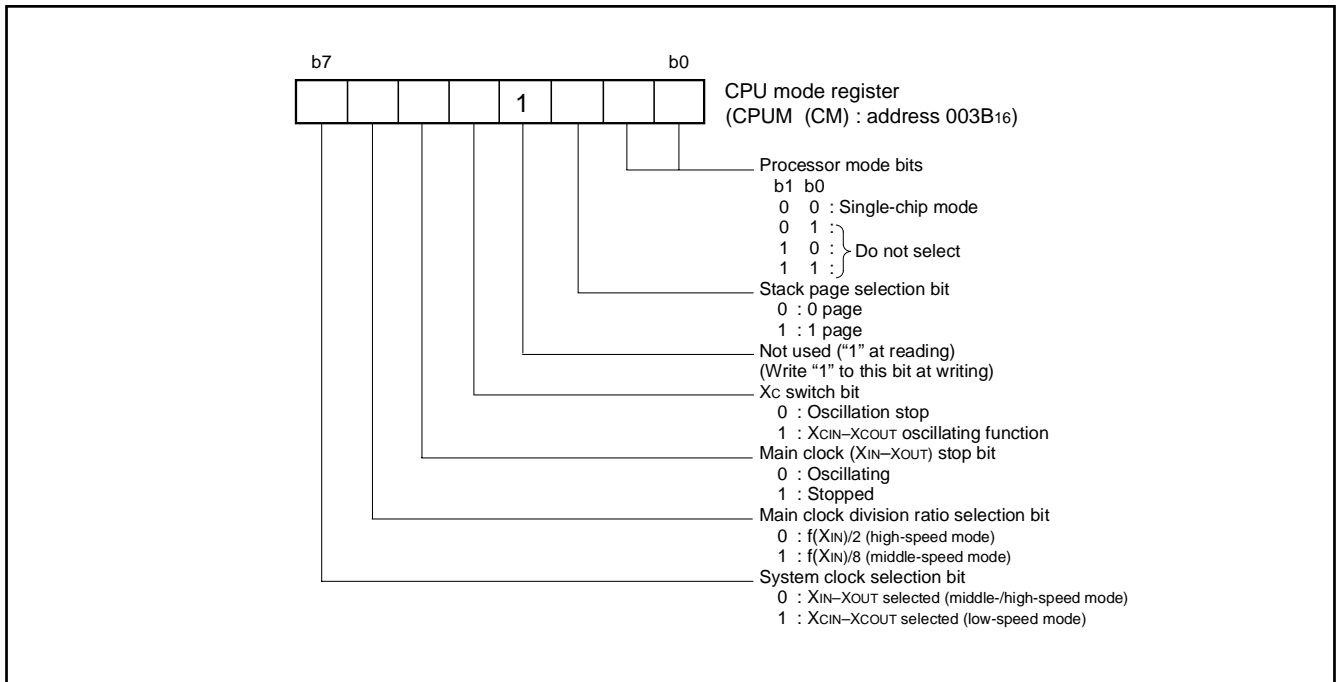 b7 b0
1
CPU mode register
(CPUM (CM) : address 003B16)
Processor mode bits
b1 b0
0 0 : Single-chip mode
0 1 :
1 0 : Do not select
1 1 :
Stack page selection bit
0 : 0 page
1 : 1 page
Not used (“1” at reading)
(Write “1” to this bit at writing)
XC switch bit
0 : Oscillation stop
1 : XCIN–XCOUT oscillating function
Main clock (XIN–XOUT) stop bit
0 : Oscillating
1 : Stopped
Main clock division ratio selection bit
0 : f(XIN)/2 (high-speed mode)
1 : f(XIN)/8 (middle-speed mode)
System clock selection bit
0 : XIN–XOUT selected (middle-/high-speed mode)
1 : XCIN–XCOUT selected (low-speed mode)